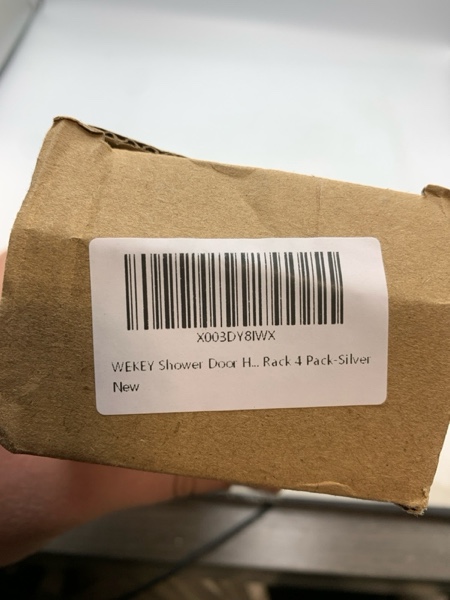 X003DY8IWX
WEKEY Shower Door H... Rack 4 Pack-Silver
New